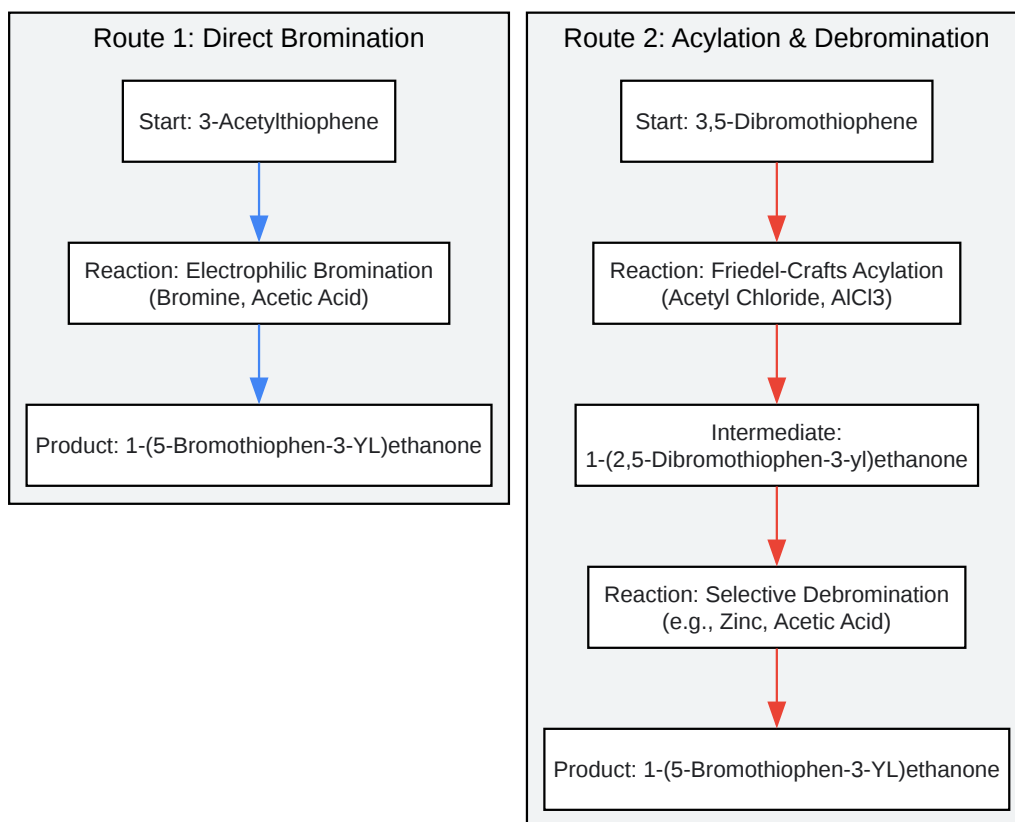 Route 1: Direct Bromination
Start: 3-Acetylthiophene
Reaction: Electrophilic Bromination
(Bromine, Acetic Acid)
Product: 1-(5-Bromothiophen-3-YL)ethanone
Route 2: Acylation & Debromination
Start: 3,5-Dibromothiophene
Reaction: Friedel-Crafts Acylation
(Acetyl Chloride, AlCl3)
Intermediate:
1-(2,5-Dibromothiophen-3-yl)ethanone
Reaction: Selective Debromination
(e.g., Zinc, Acetic Acid)
Product: 1-(5-Bromothiophen-3-YL)ethanone